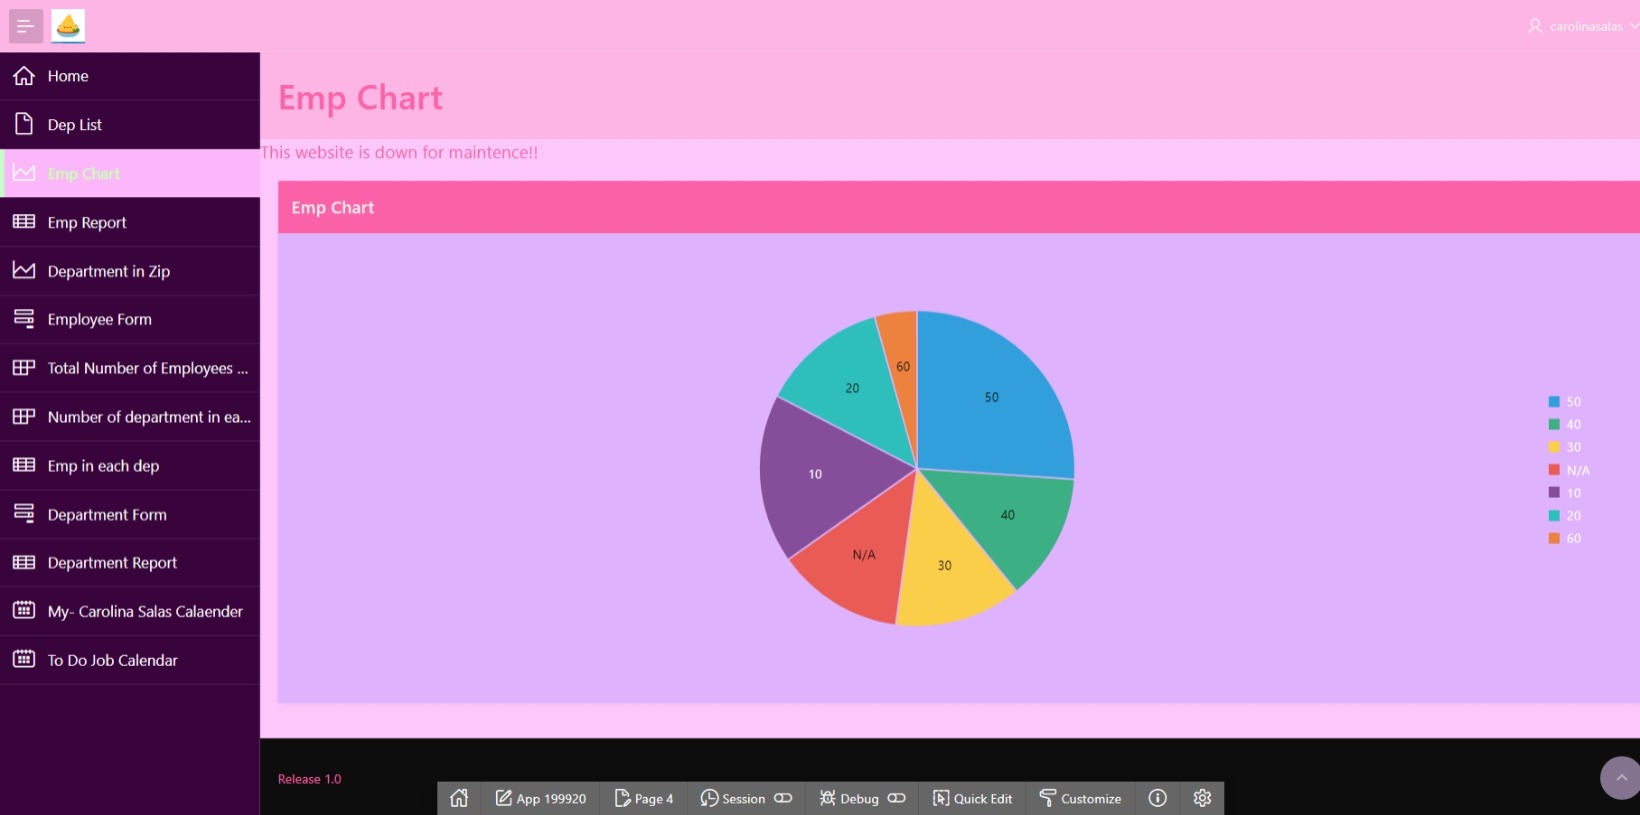 carolinasalas
Home
Dep List
Emp Chart
Emp Report
Department in Zip
Employee Form
Total Number of Employees ...
Number of department in ea...
Emp in each dep
Department Form
Department Report
My- Carolina Salas Calaender
To Do Job Calendar
Emp Chart
This website is down for maintence!!
Emp Chart
60
50
20
10
40
N/A
30
50
40
30
N/A
10
20
60
Release 1.0
App 199920 Page 4 Session Debug Quick Edit Customize